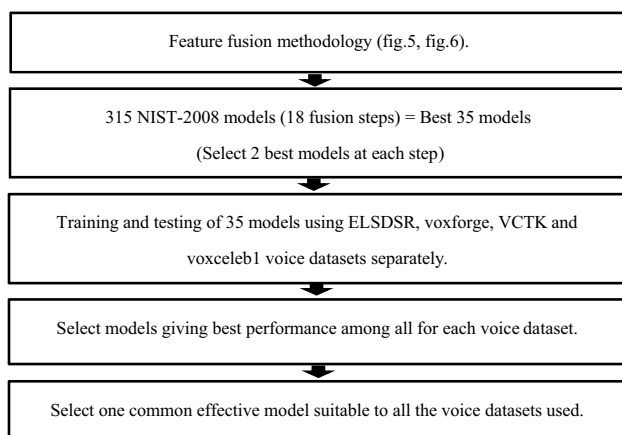 Feature fusion methodology (fig.5, fig.6).
315 NIST-2008 models (18 fusion steps) = Best 35 models
(Select 2 best models at each step)
Training and testing of 35 models using ELSDSR, voxforge, VCTK and
voxceleb1 voice datasets separately.
Select models giving best performance among all for each voice dataset.
Select one common effective model suitable to all the voice datasets used.